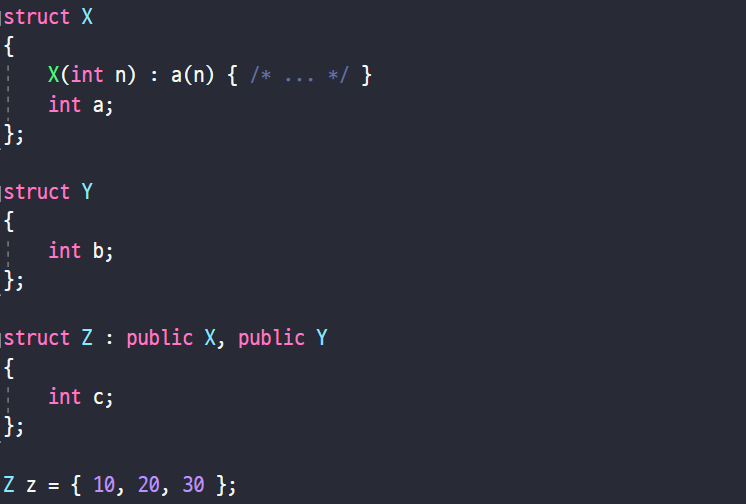 struct X
{
    X(int n) : a(n) { /* ... */ }
    int a;
};
struct Y
{
    int b;
};
struct Z : public X, public Y
{
    int c;
};
Z z = { 10, 20, 30 };